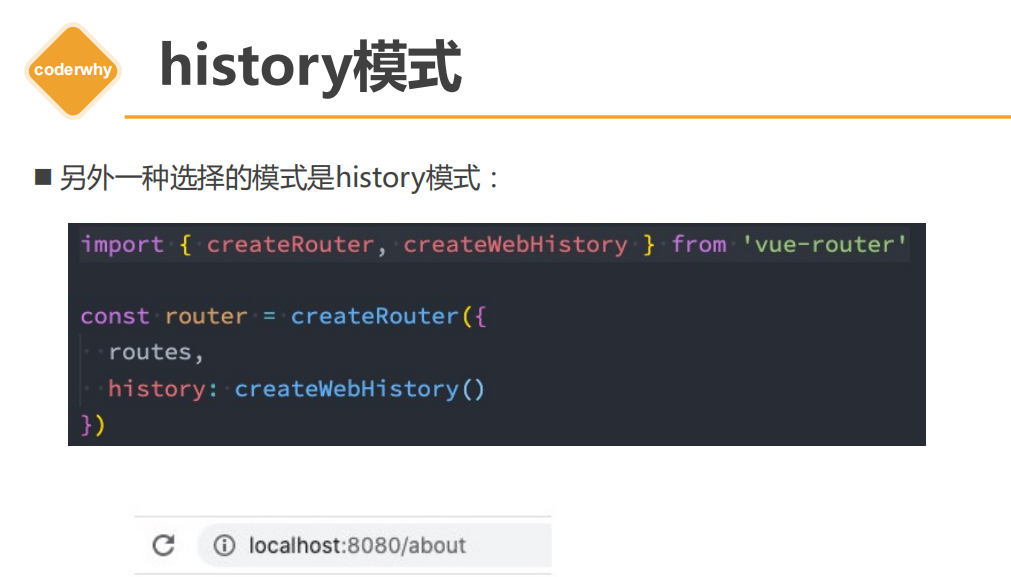 coderwhy
history模式
另外一种选择的模式是history模式：
import { createRouter, createWebHistory } from 'vue-router'
const router = createRouter({
  routes,
  history: createWebHistory()
})
localhost:8080/about